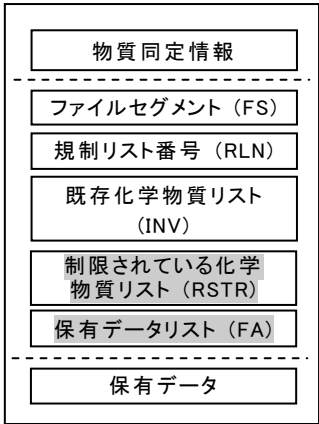 物質同定情報
ファイルセグメント（FS）
規制リスト番号（RLN）
既存化学物質リスト
（INV）
制限されている化学
物質リスト（RSTR）
保有データリスト（FA）
保有データ